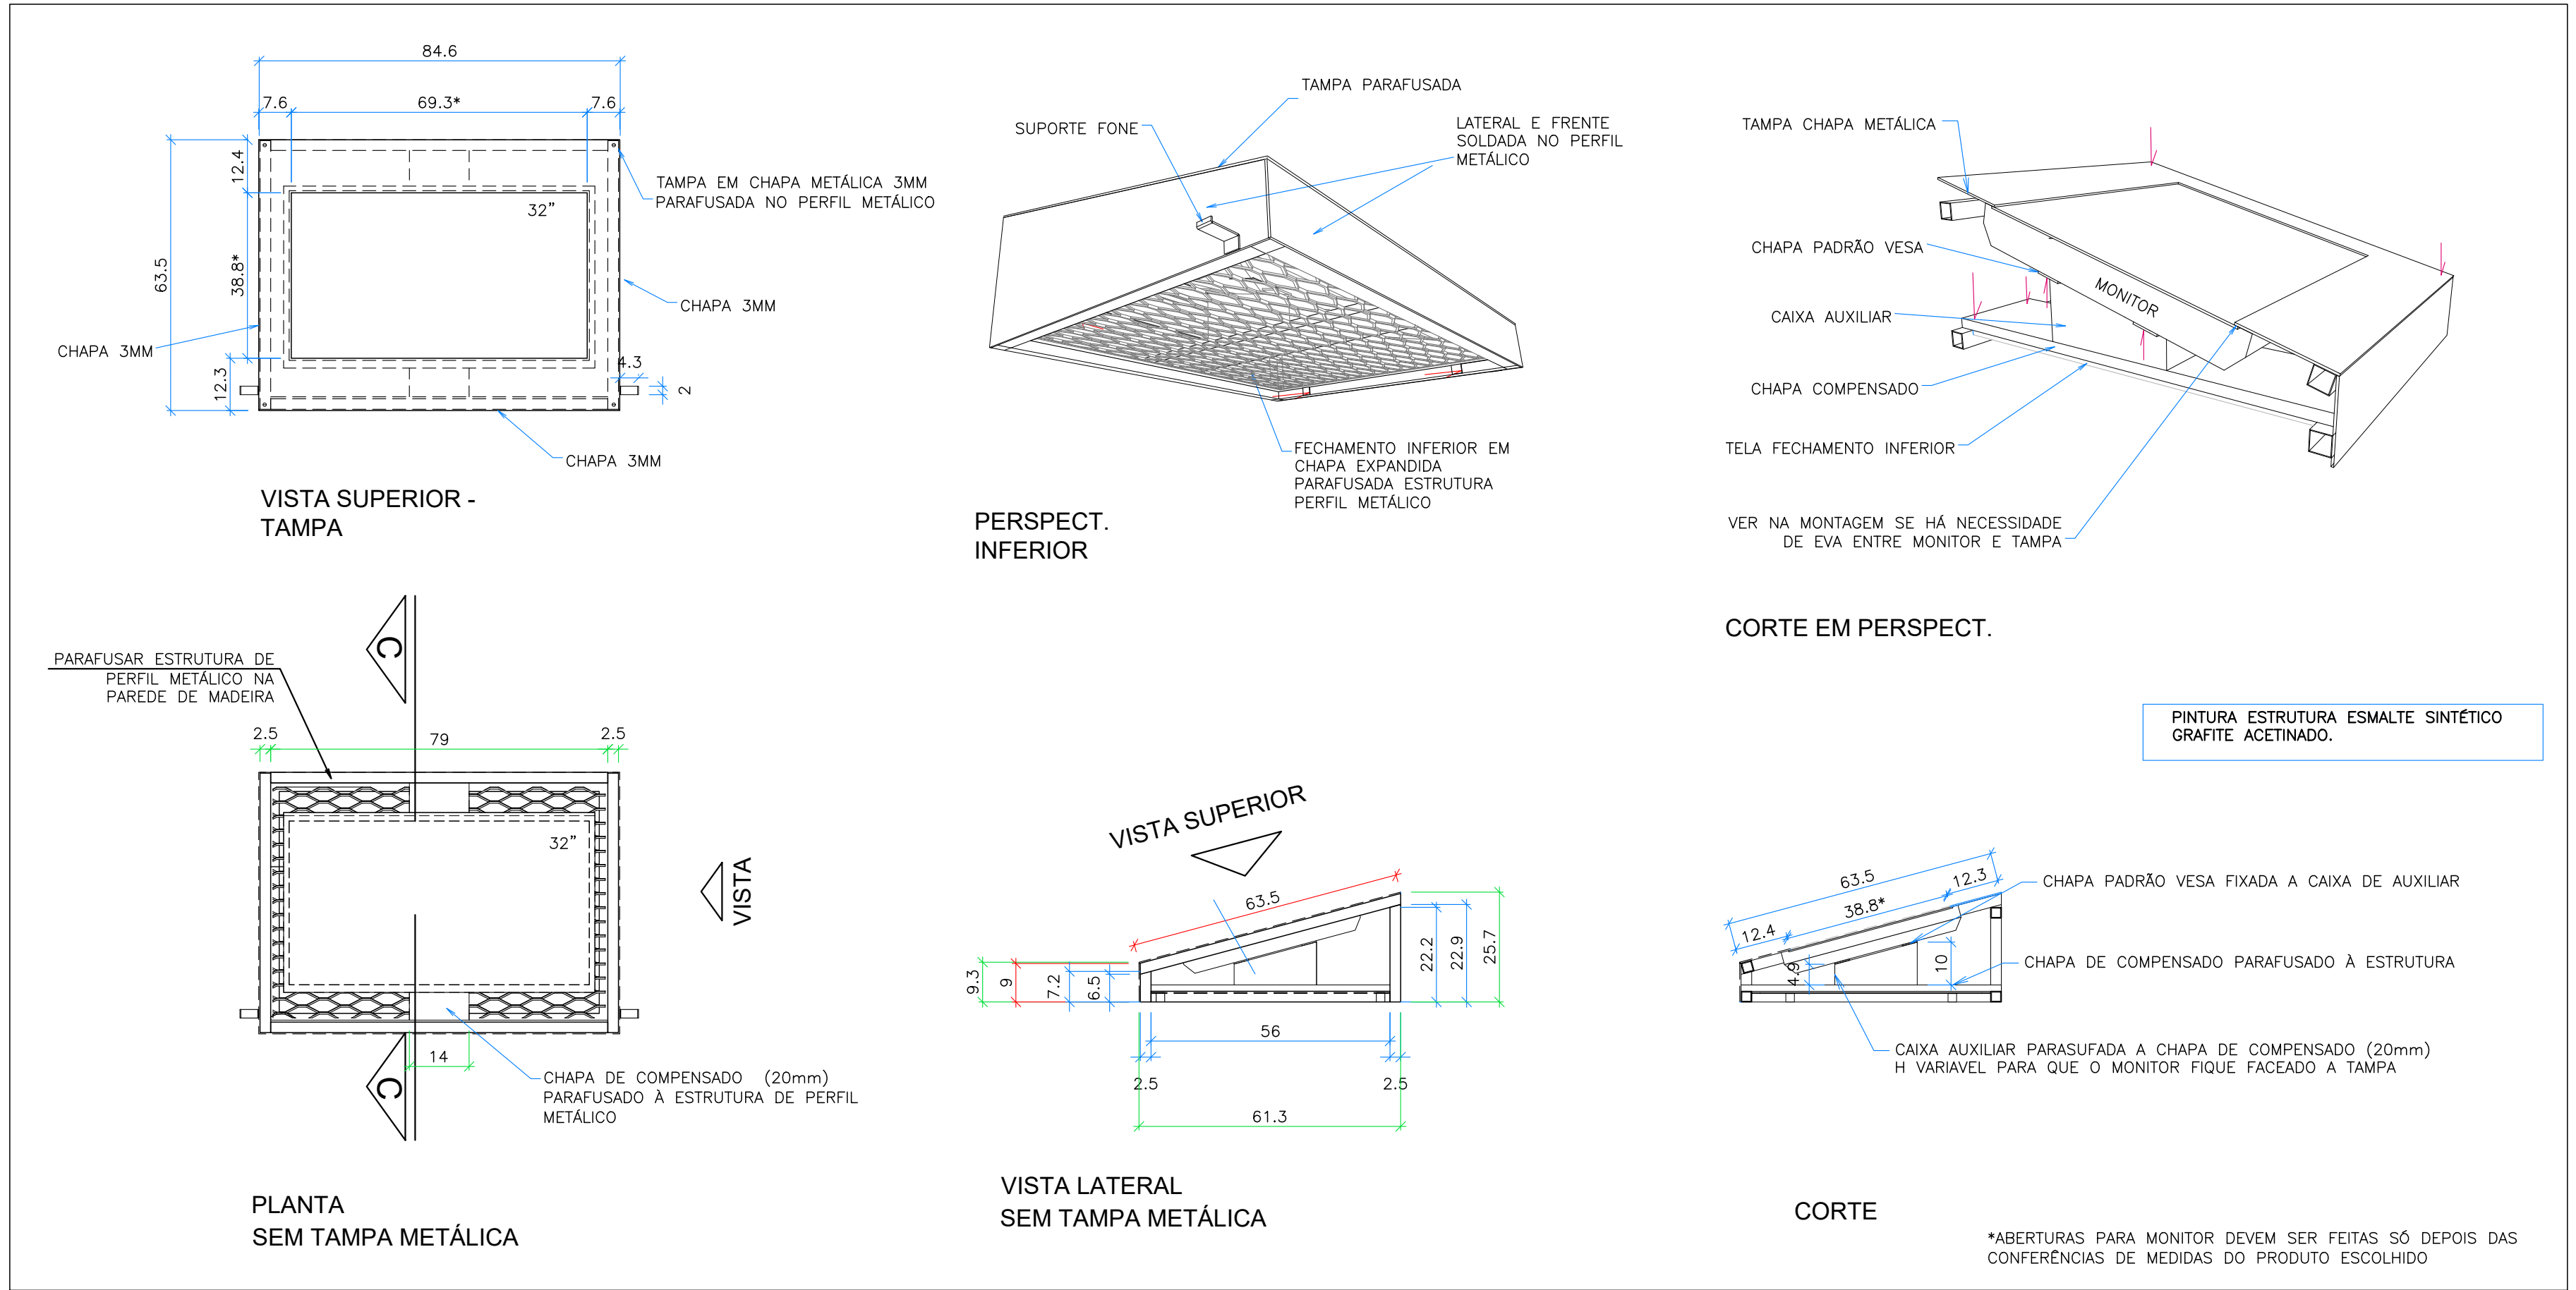 84.6
7.6
69.3*
7.6
12.4
63.5
38.8*
12.3
32”
4.3
2
TAMPA EM CHAPA METÁLICA 3MM
PARAFUSADA NO PERFIL METÁLICO
CHAPA 3MM
CHAPA 3MM
CHAPA 3MM
VISTA SUPERIOR -
TAMPA
TAMPA PARAFUSADA
SUPORTE FONE
LATERAL E FRENTE
SOLDADA NO PERFIL
METÁLICO
FECHAMENTO INFERIOR EM
CHAPA EXPANDIDA
PARAFUSADA ESTRUTURA
PERFIL METÁLICO
PERSPECT.
INFERIOR
TAMPA CHAPA METÁLICA
CHAPA PADRÃO VESA
MONITOR
CAIXA AUXILIAR
CHAPA COMPENSADO
TELA FECHAMENTO INFERIOR
VER NA MONTAGEM SE HÁ NECESSIDADE
DE EVA ENTRE MONITOR E TAMPA
CORTE EM PERSPECT.
PINTURA ESTRUTURA ESMALTE SINTÉTICO
GRAFITE ACETINADO.
C
PARAFUSAR ESTRUTURA DE
PERFIL METÁLICO NA
PAREDE DE MADEIRA
2.5
79
2.5
32”
VISTA
14
C
CHAPA DE COMPENSADO (20mm)
PARAFUSADO À ESTRUTURA DE PERFIL
METÁLICO
PLANTA
SEM TAMPA METÁLICA
VISTA SUPERIOR
63.5
9.3
9
7.2
6.5
22.2
22.9
25.7
56
2.5
2.5
61.3
VISTA LATERAL
SEM TAMPA METÁLICA
63.5
12.3
38.8*
12.4
4.9
10
CHAPA PADRÃO VESA FIXADA A CAIXA DE AUXILIAR
CHAPA DE COMPENSADO PARAFUSADO À ESTRUTURA
CAIXA AUXILIAR PARASUFADA A CHAPA DE COMPENSADO (20mm)
H VARIAVEL PARA QUE O MONITOR FIQUE FACEADO A TAMPA
CORTE
*ABERTURAS PARA MONITOR DEVEM SER FEITAS SÓ DEPOIS DAS
CONFERÊNCIAS DE MEDIDAS DO PRODUTO ESCOLHIDO